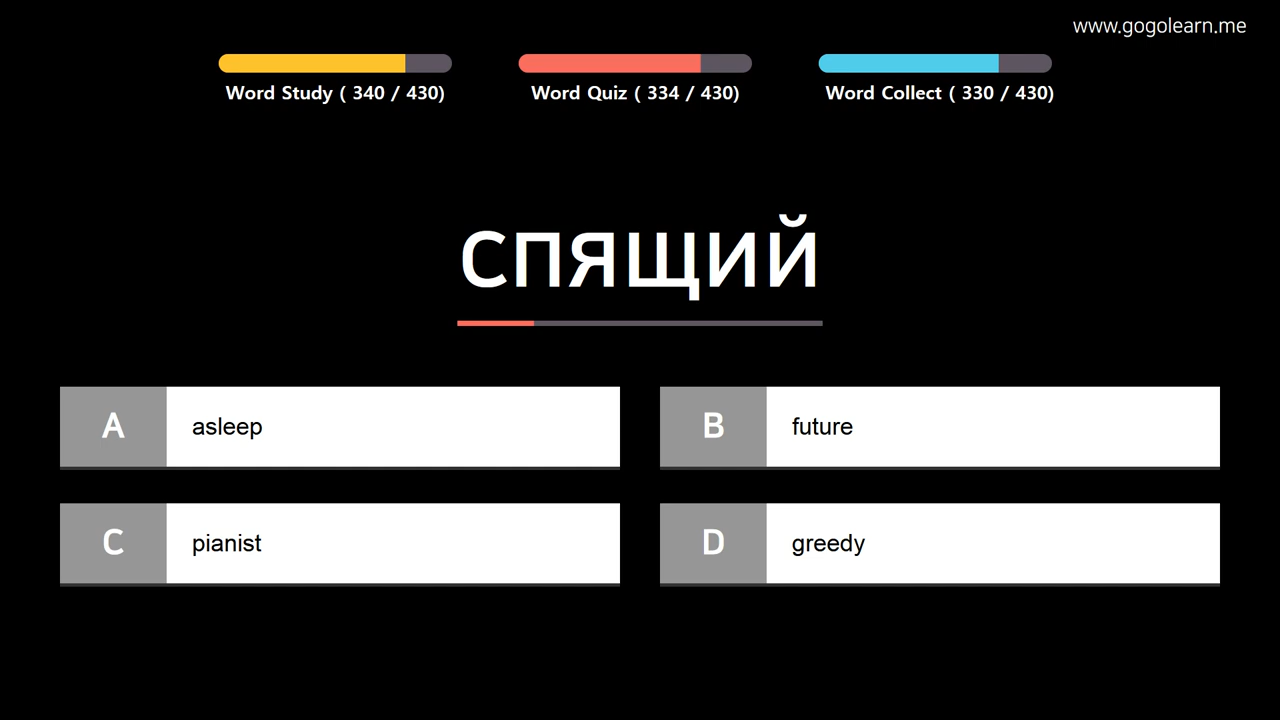 www.gogolearn.me
Word Study ( 340 / 430)
Word Quiz ( 334 / 430)
Word Collect ( 330 / 430)
спящий
A asleep
B future
C pianist
D greedy